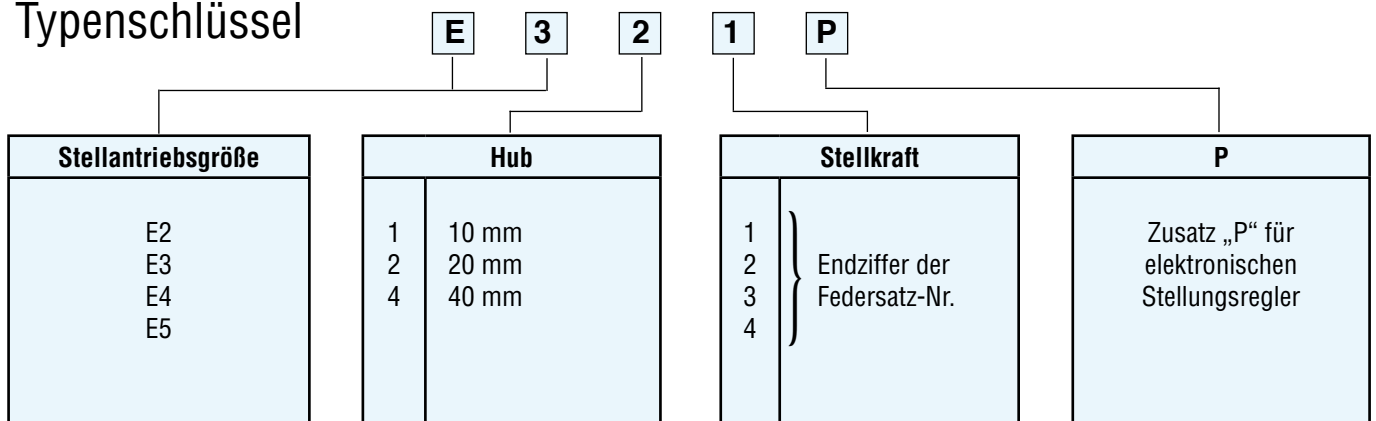 Typenschlüssel
E 3 2 1 P
Stellantriebsgröße
E2
E3
E4
E5
Hub
1 10 mm
2 20 mm
4 40 mm
Stellkraft
1
2
3
4
Endziffer der
Federsatz-Nr.
P
Zusatz „P“ für
elektronischen
Stellungsregler